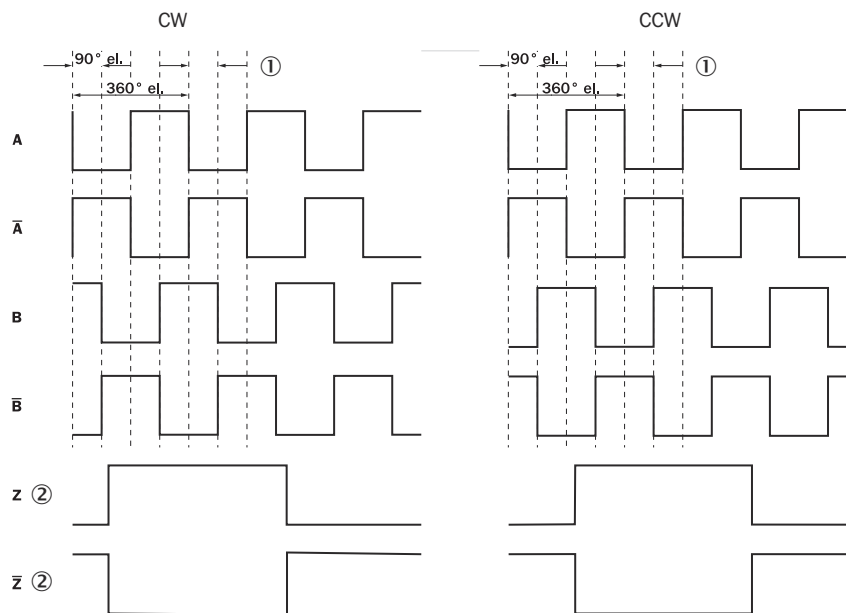 CW CCW
90° el. ① 90° el. ①
360° el. 360° el.
A
A̅
B
B̅
Z ②
Z̅ ②